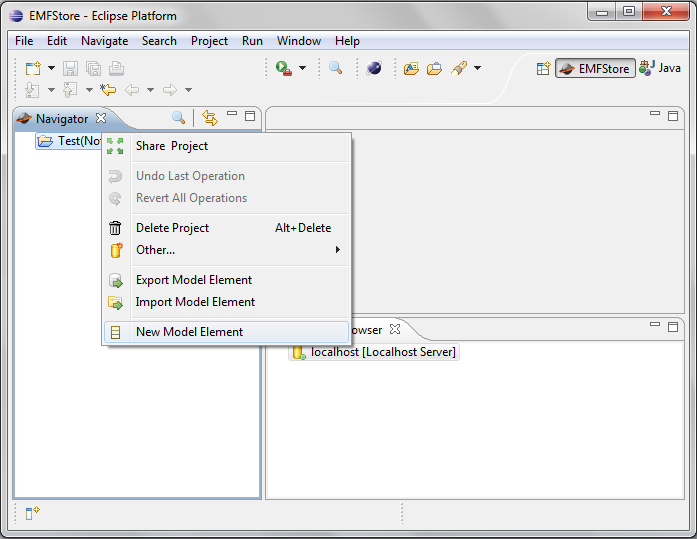 EMFStore - Eclipse Platform
File Edit Navigate Search Project Run Window Help
EMFStore Java
Navigator
Test(No
Share Project
Undo Last Operation
Revert All Operations
Delete Project Alt+Delete
Other...
Export Model Element
Import Model Element
New Model Element
owser
localhost [Localhost Server]